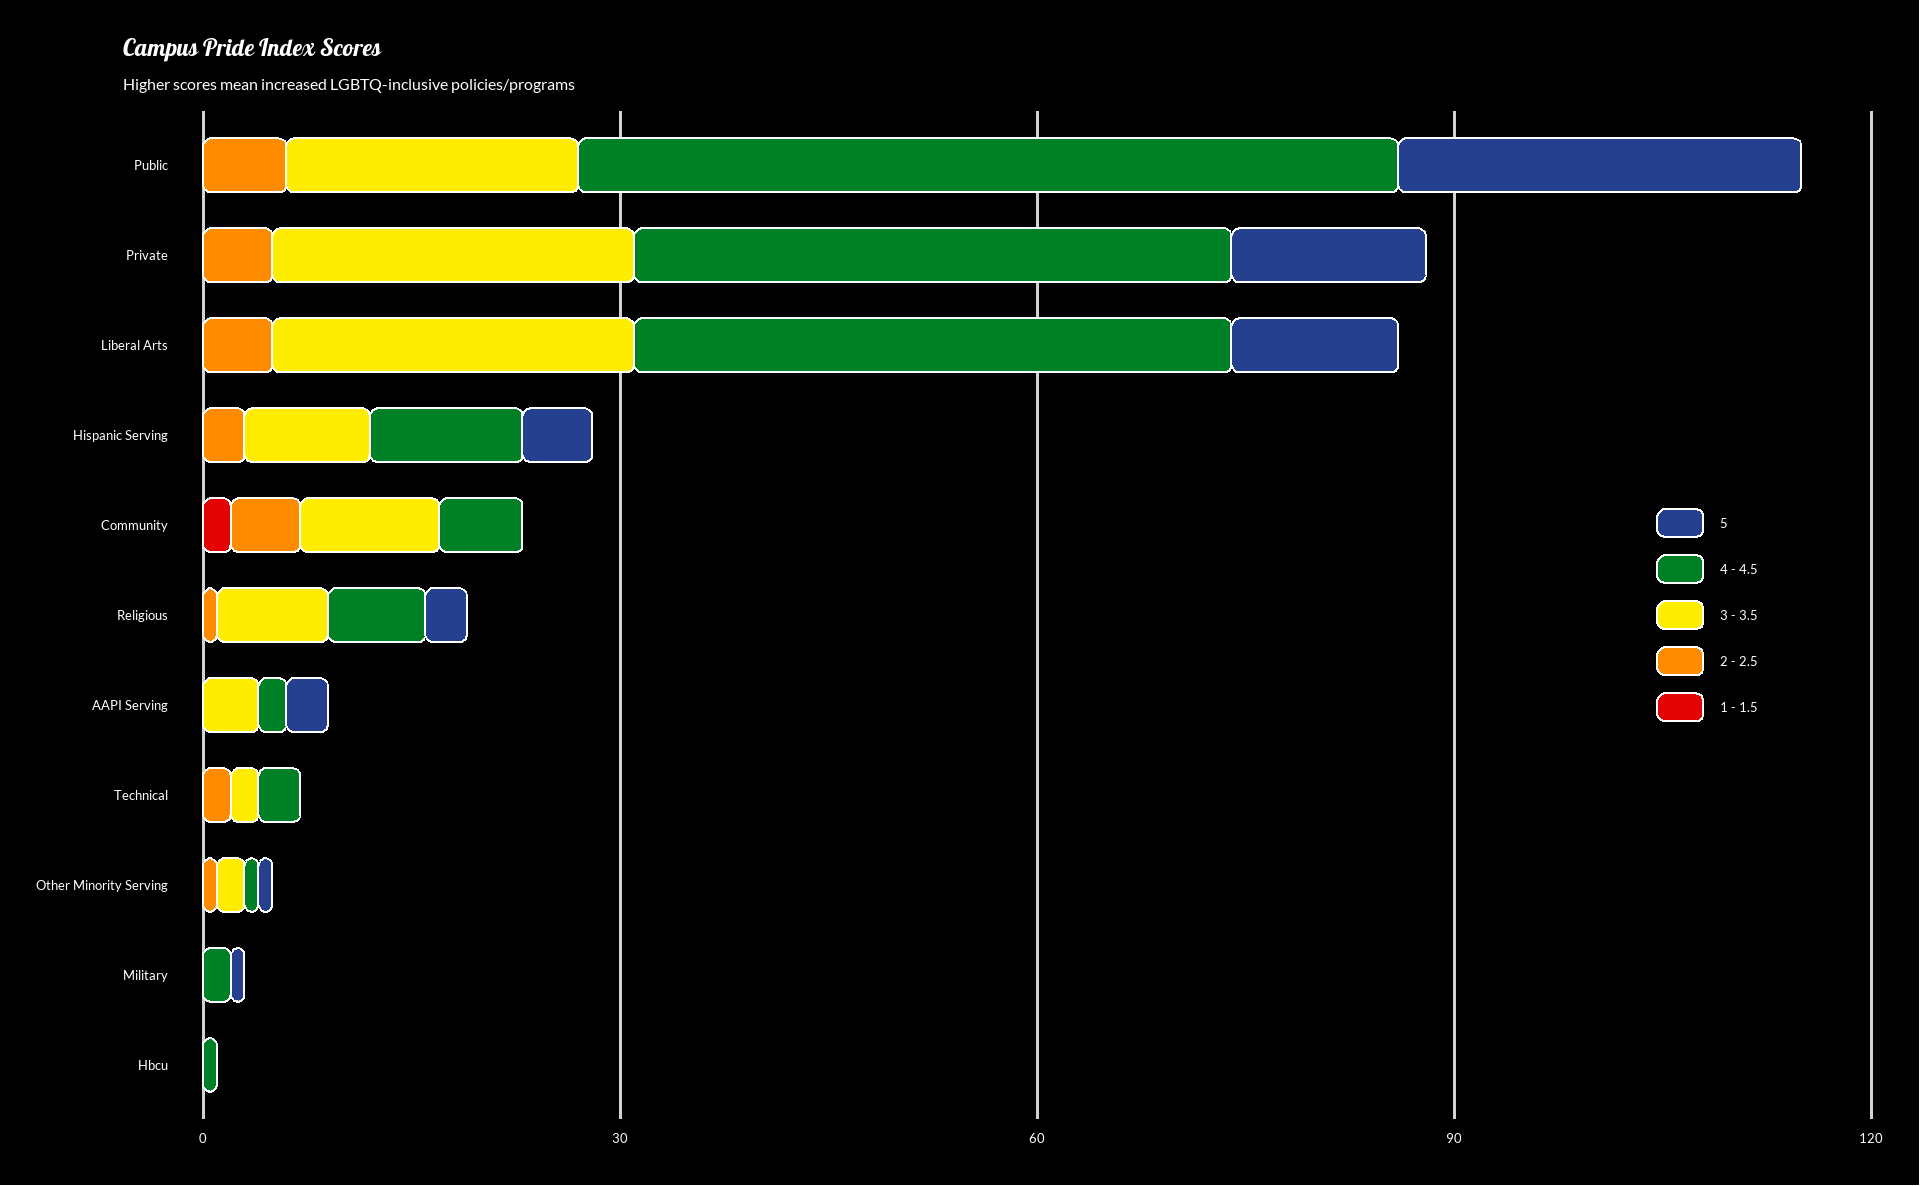 Campus Pride Index Scores
Higher scores mean increased LGBTQ-inclusive policies/programs
Public
Private
Liberal Arts
Hispanic Serving
Community
Religious
AAPI Serving
Technical
Other Minority Serving
Military
Hbcu
5
4 - 4.5
3 - 3.5
2 - 2.5
1 - 1.5
0 30 60 90 120